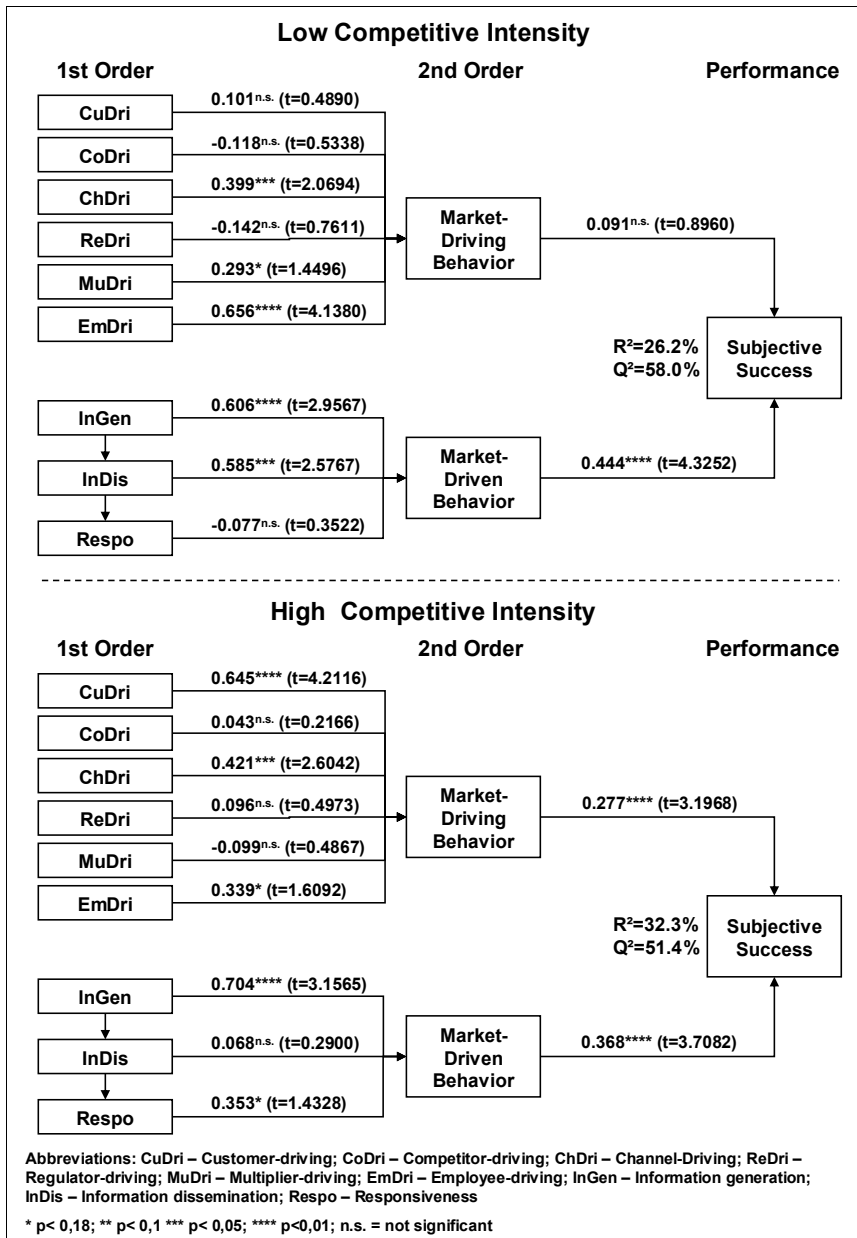 Low Competitive Intensity
1st Order 2nd Order Performance
CuDri 0.101n.s. (t=0.4890)
CoDri -0.118n.s. (t=0.5338)
ChDri 0.399*** (t=2.0694)
ReDri -0.142n.s. (t=0.7611)
MuDri 0.293* (t=1.4496)
EmDri 0.656**** (t=4.1380)
Market-
Driving
Behavior
0.091n.s. (t=0.8960)
R²=26.2%
Q²=58.0%
Subjective
Success
InGen 0.606**** (t=2.9567)
InDis 0.585*** (t=2.5767)
Respo -0.077n.s. (t=0.3522)
Market-
Driven
Behavior
0.444**** (t=4.3252)
High Competitive Intensity
1st Order 2nd Order Performance
CuDri 0.645**** (t=4.2116)
CoDri 0.043n.s. (t=0.2166)
ChDri 0.421*** (t=2.6042)
ReDri 0.096n.s. (t=0.4973)
MuDri -0.099n.s. (t=0.4867)
EmDri 0.339* (t=1.6092)
Market-
Driving
Behavior
0.277**** (t=3.1968)
R²=32.3%
Q²=51.4%
Subjective
Success
InGen 0.704**** (t=3.1565)
InDis 0.068n.s. (t=0.2900)
Respo 0.353* (t=1.4328)
Market-
Driven
Behavior
0.368**** (t=3.7082)
Abbreviations: CuDri – Customer-driving; CoDri – Competitor-driving; ChDri – Channel-Driving; ReDri –
Regulator-driving; MuDri – Multiplier-driving; EmDri – Employee-driving; InGen – Information generation;
InDis – Information dissemination; Respo – Responsiveness
* p< 0,18; ** p< 0,1 *** p< 0,05; **** p<0,01; n.s. = not significant